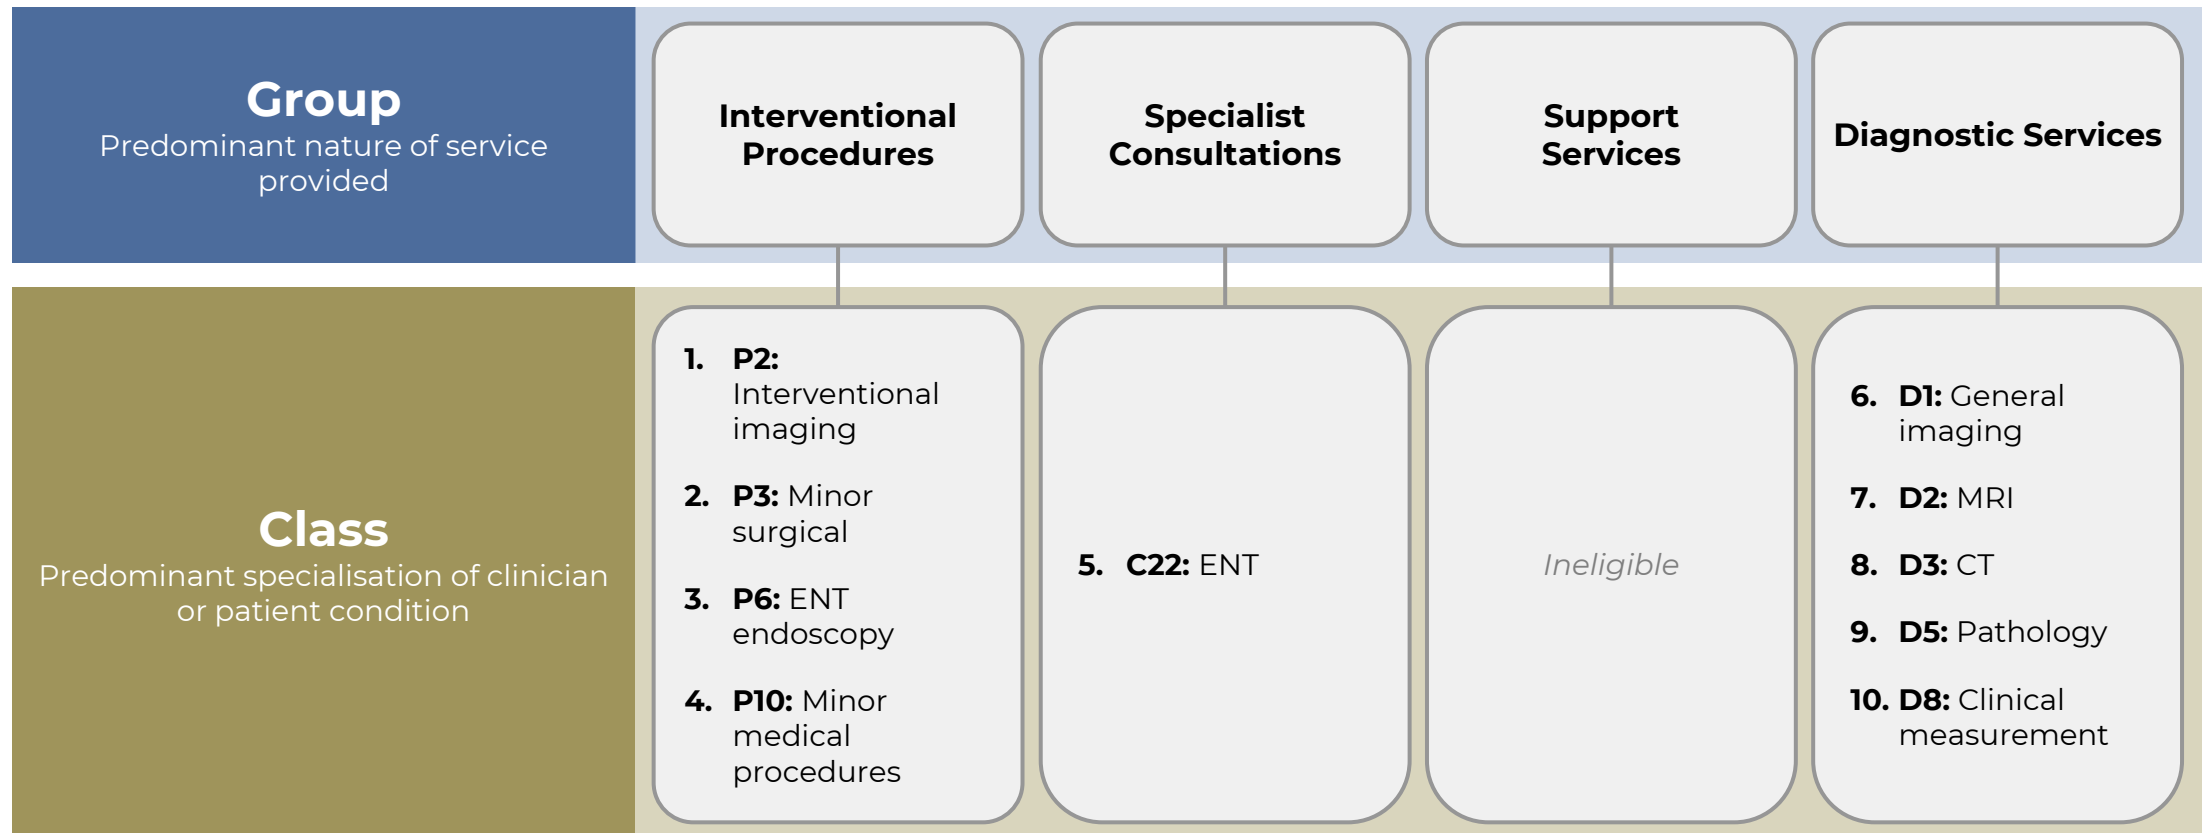 Group
Predominant nature of service
provided
Interventional
Procedures
Specialist
Consultations
Support
Services
Diagnostic Services
Class
Predominant specialisation of clinician
or patient condition
1. P2:
Interventional
imaging
2. P3: Minor
surgical
3. P6: ENT
endoscopy
4. P10: Minor
medical
procedures
5. C22: ENT
Ineligible
6. D1: General
imaging
7. D2: MRI
8. D3: CT
9. D5: Pathology
10. D8: Clinical
measurement